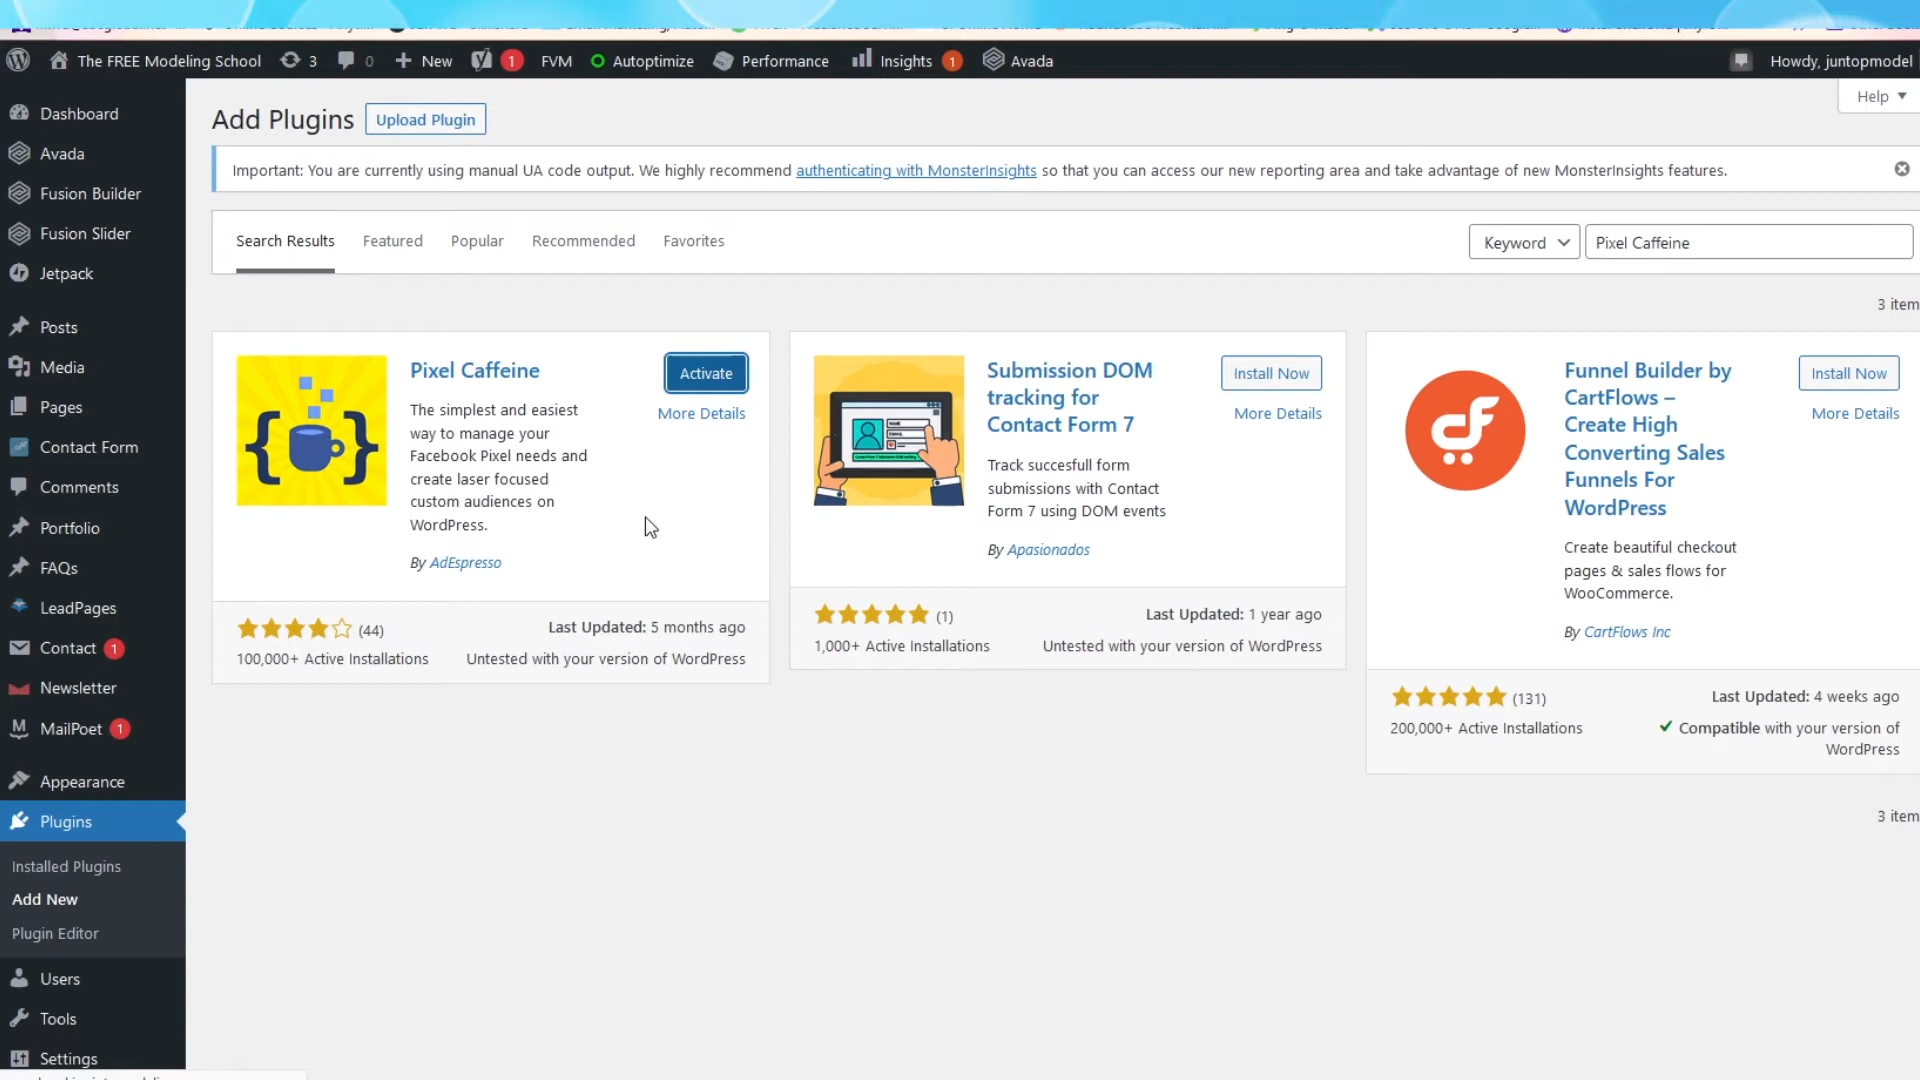 The FREE Modeling School
3
0
New
1
FVM
Autoptimize
Performance
Insights
1
Avada
Howdy, juntopmodel
Help
Dashboard
Avada
Fusion Builder
Fusion Slider
Jetpack
Posts
Media
Pages
Contact Form
Comments
Portfolio
FAQs
LeadPages
Contact 1
Newsletter
MailPoet 1
Appearance
Plugins
Installed Plugins
Add New
Plugin Editor
Users
Tools
Settings
Add Plugins
Upload Plugin
Important: You are currently using manual UA code output. We highly recommend authenticating with MonsterInsights so that you can access our new reporting area and take advantage of new MonsterInsights features.
Search Results
Featured
Popular
Recommended
Favorites
Keyword
Pixel Caffeine
3 item
Pixel Caffeine
Activate
More Details
The simplest and easiest
way to manage your
Facebook Pixel needs and
create laser focused
custom audiences on
WordPress.
By AdEspresso
(44)
Last Updated: 5 months ago
100,000+ Active Installations
Untested with your version of WordPress
Submission DOM
tracking for
Contact Form 7
Install Now
More Details
Track succesfull form
submissions with Contact
Form 7 using DOM events
By Apasionados
(1)
Last Updated: 1 year ago
1,000+ Active Installations
Untested with your version of WordPress
Funnel Builder by
CartFlows –
Create High
Converting Sales
Funnels For
WordPress
Install Now
More Details
Create beautiful checkout
pages & sales flows for
WooCommerce.
By CartFlows Inc
(131)
Last Updated: 4 weeks ago
200,000+ Active Installations
Compatible with your version of
WordPress
3 item